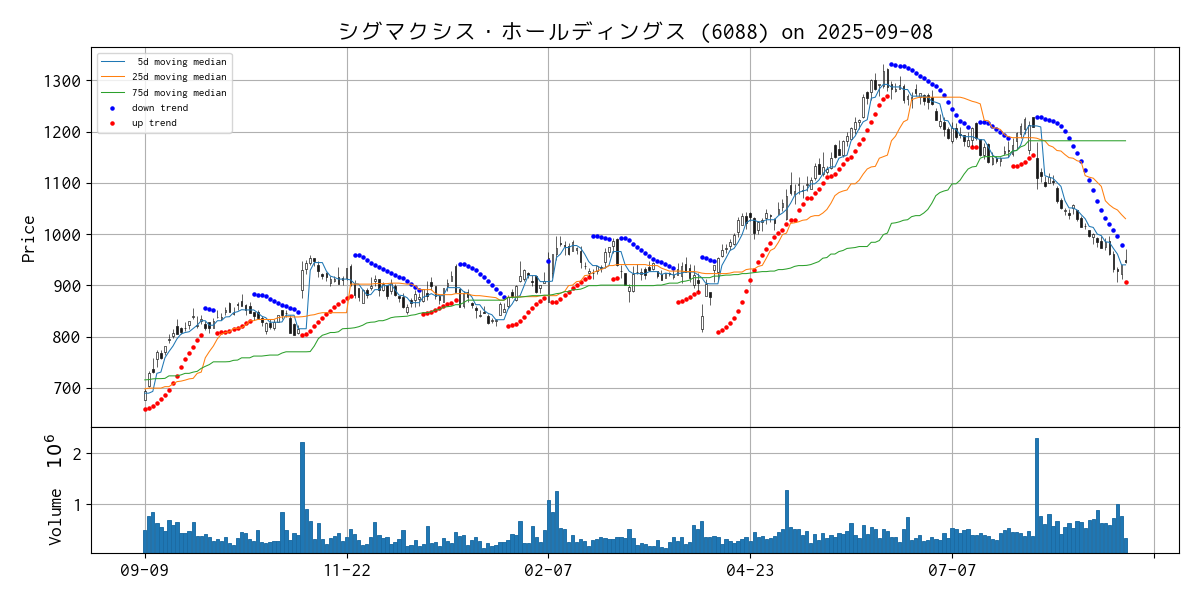 シグマクシス・ホールディングス (6088) on 2025-09-08
5d moving median
25d moving median
75d moving median
down trend
up trend
Price
1300
1200
1100
1000
900
800
700
Volume 10^6
2
1
09-09
11-22
02-07
04-23
07-07